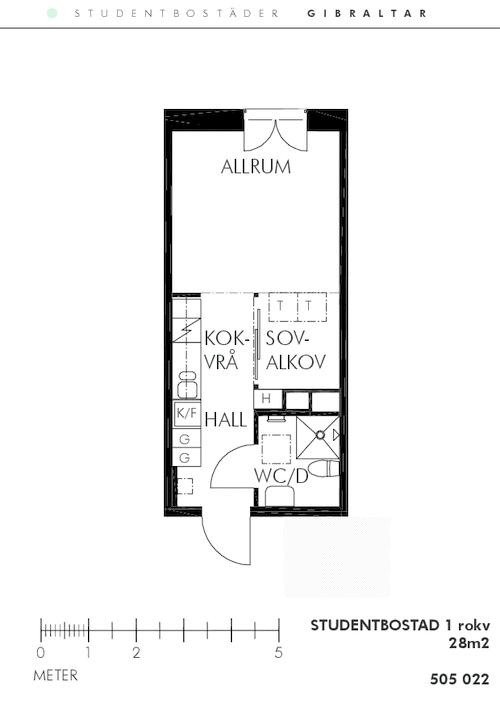 STUDENTBOSTÄDER GIBRALTAR
ALLRUM
T T
KOK-
VRÅ
SOV-
ALKOV
H
K/F
HALL
G
G
WC/D
0 1 2 5
METER
STUDENTBOSTAD 1 rokv
28m2
505 022